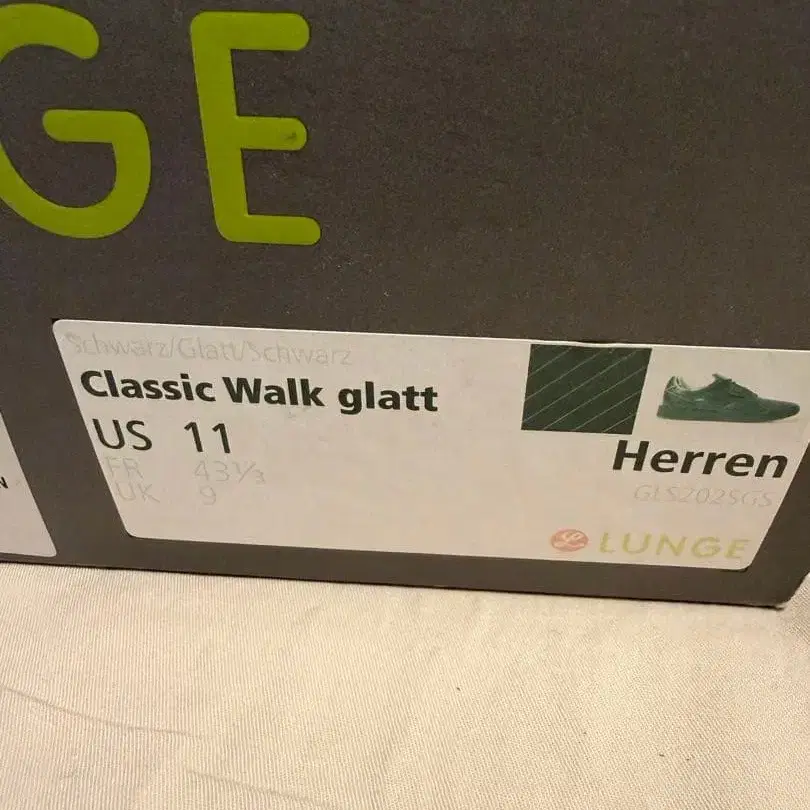 GE
Schwarz/Glatt/Schwarz
Classic Walk glatt
US 11
FR 43⅓
UK 9
Herren
GLS202SGS
LUNGE
N